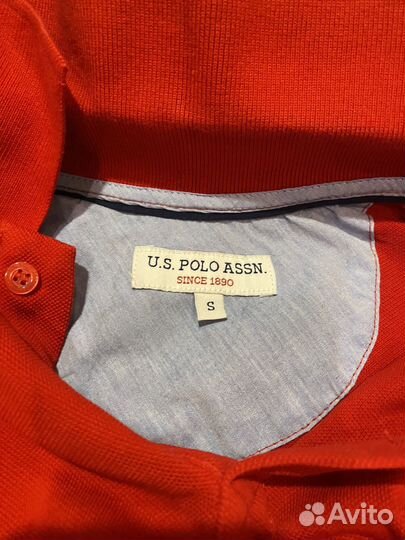 U.S. POLO ASSN.
SINCE 1890
S
Avito